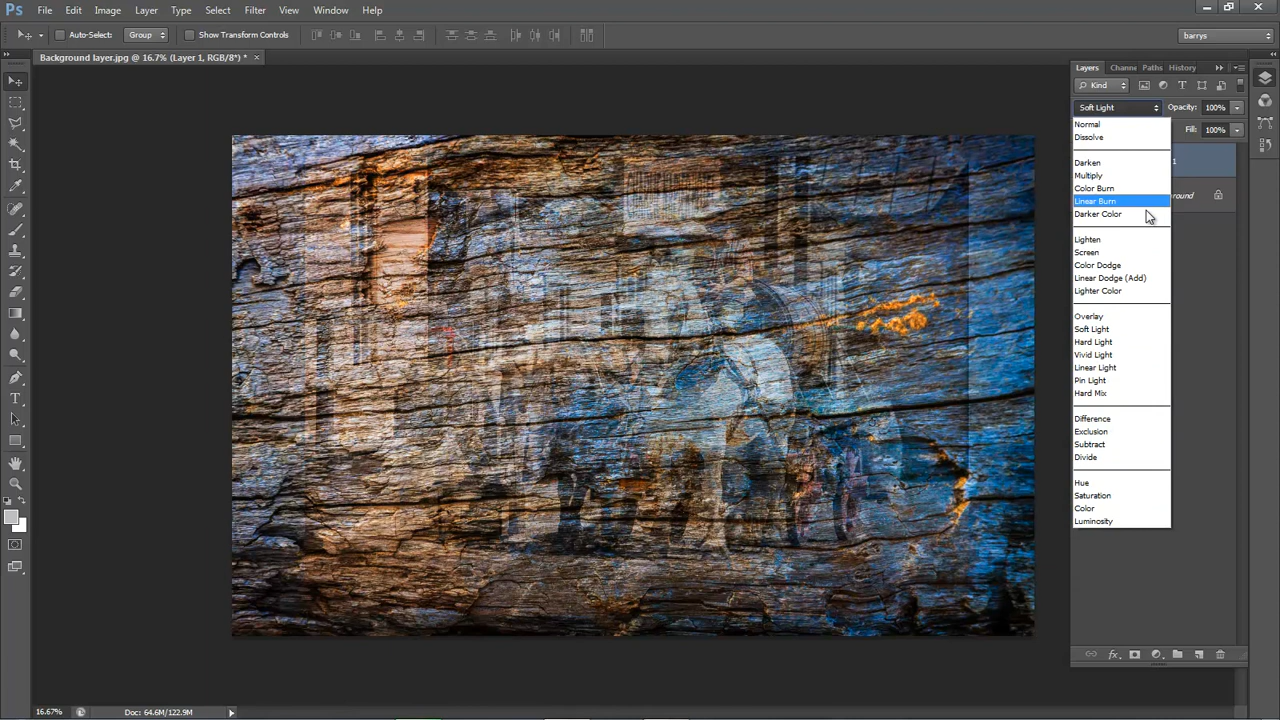 Ps File Edit Image Layer Type Select Filter View Window Help
Auto-Select: Group Show Transform Controls barrys
Background layer.jpg @ 16.7% (Layer 1, RGB/8*) * ×
Layers Channe Paths History
Kind
Soft Light Opacity: 100%
Normal
Fill: 100%
Dissolve
Darken
1
Multiply
Color Burn
ound
Linear Burn
Darker Color
Lighten
Screen
Color Dodge
Linear Dodge (Add)
Lighter Color
Overlay
Soft Light
Hard Light
Vivid Light
Linear Light
Pin Light
Hard Mix
Difference
Exclusion
Subtract
Divide
Hue
Saturation
Color
Luminosity
fx
16.67% Doc: 64.6M/122.9M